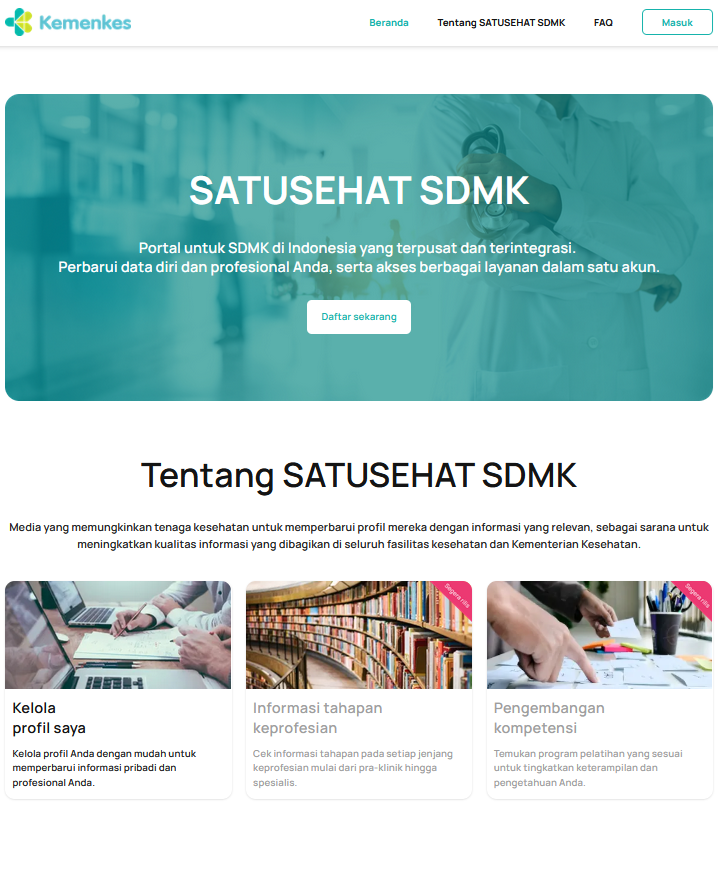 Kemenkes
Beranda
Tentang SATUSEHAT SDMK
FAQ
Masuk
SATUSEHAT SDMK
Portal untuk SDMK di Indonesia yang terpusat dan terintegrasi.
Perbarui data diri dan profesional Anda, serta akses berbagai layanan dalam satu akun.
Daftar sekarang
Tentang SATUSEHAT SDMK
Media yang memungkinkan tenaga kesehatan untuk memperbarui profil mereka dengan informasi yang relevan, sebagai sarana untuk
meningkatkan kualitas informasi yang dibagikan di seluruh fasilitas kesehatan dan Kementerian Kesehatan.
Kelola
profil saya
Kelola profil Anda dengan mudah untuk
memperbarui informasi pribadi dan
profesional Anda.
Segera rilis
Informasi tahapan
keprofesian
Cek informasi tahapan pada setiap jenjang
keprofesian mulai dari pra-klinik hingga
spesialis.
Segera rilis
Pengembangan
kompetensi
Temukan program pelatihan yang sesuai
untuk tingkatkan keterampilan dan
pengetahuan Anda.